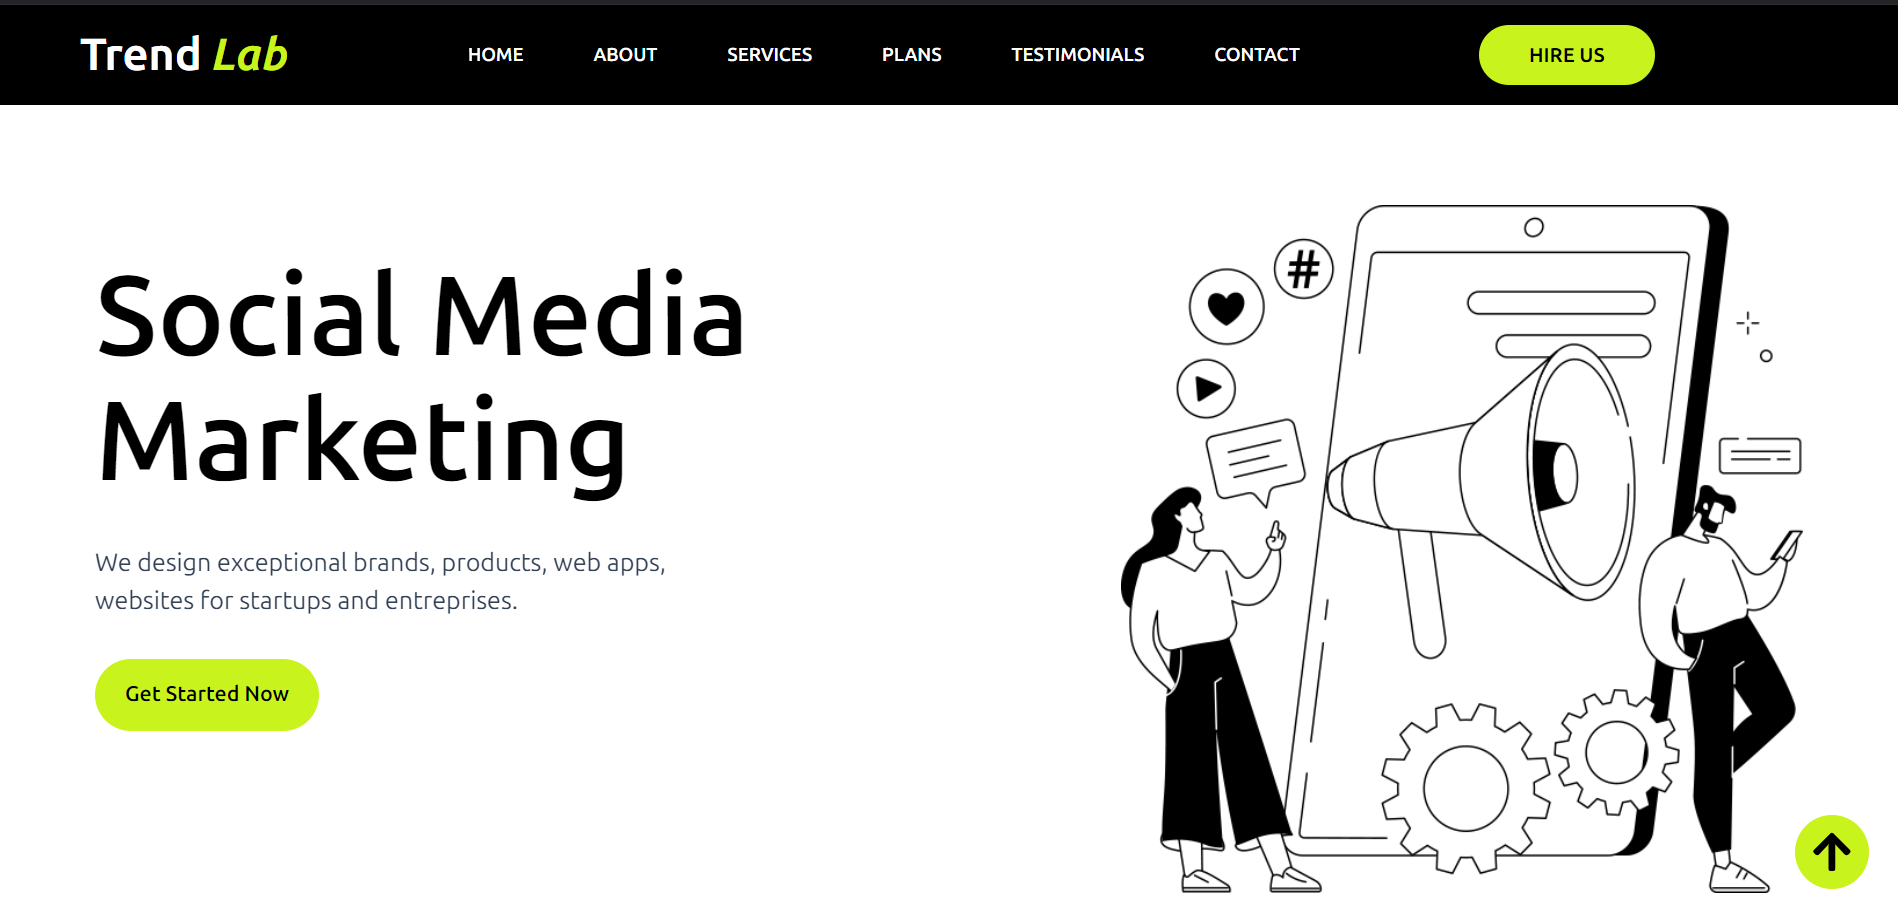 Trend Lab
HOME ABOUT SERVICES PLANS TESTIMONIALS CONTACT
HIRE US
Social Media
Marketing
We design exceptional brands, products, web apps,
websites for startups and entreprises.
Get Started Now
#